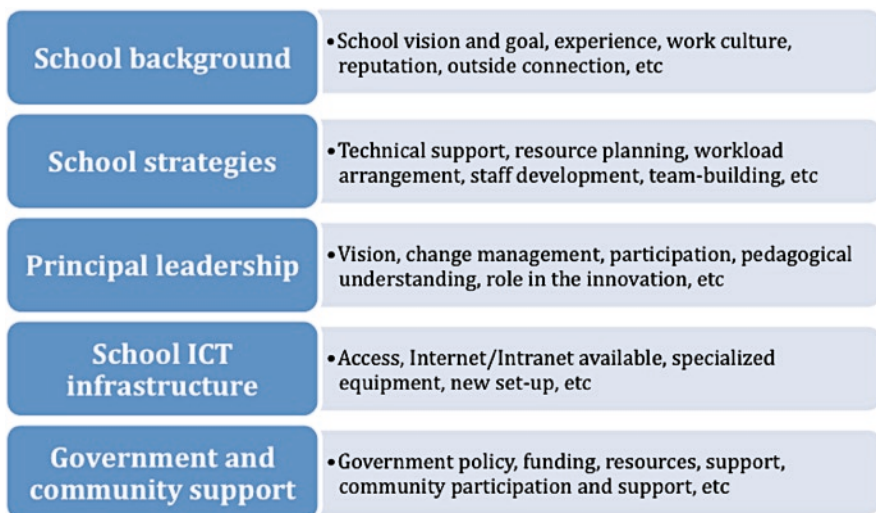 School background
•School vision and goal, experience, work culture,
reputation, outside connection, etc
School strategies
•Technical support, resource planning, workload
arrangement, staff development, team-building, etc
Principal leadership
•Vision, change management, participation, pedagogical
understanding, role in the innovation, etc
School ICT
infrastructure
•Access, Internet/Intranet available, specialized
equipment, new set-up, etc
Government and
community support
•Government policy, funding, resources, support,
community participation and support, etc